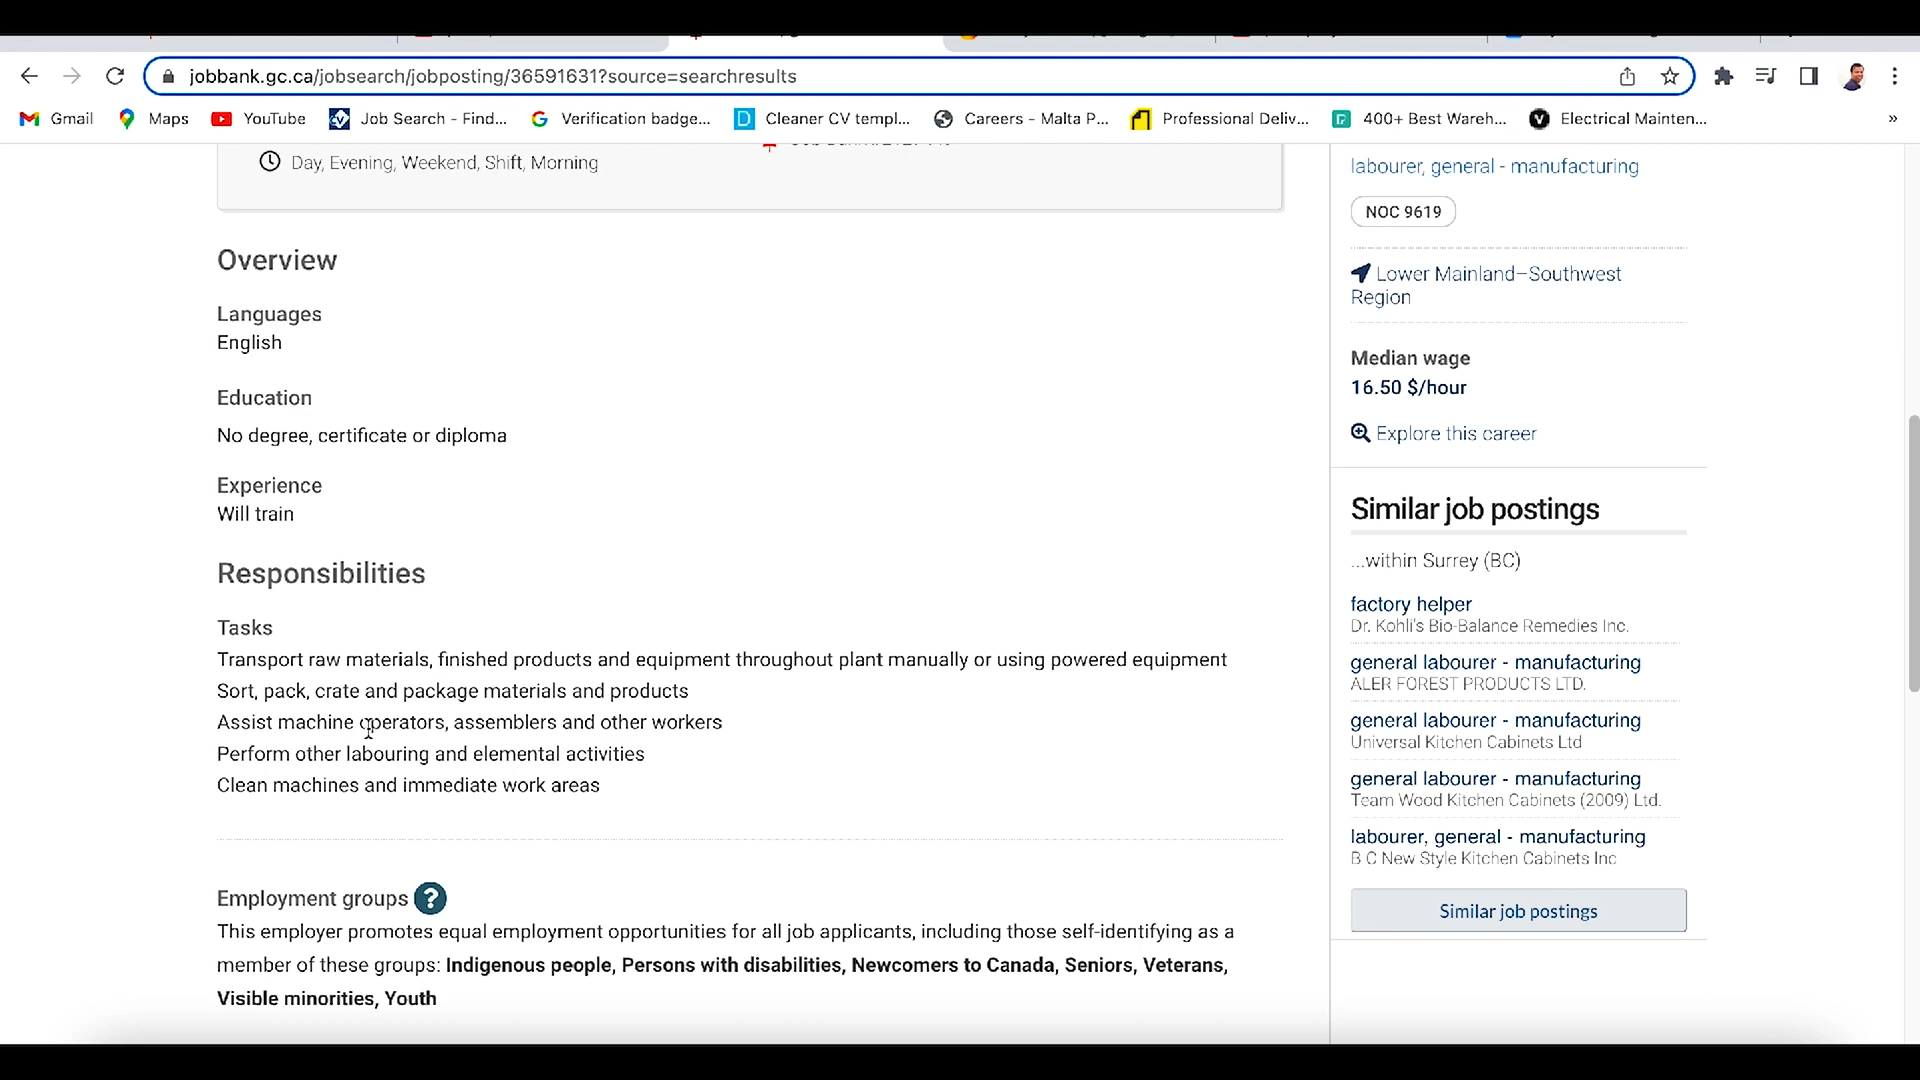 jobbank.gc.ca/jobsearch/jobposting/36591631?source=searchresults
Gmail
Maps
YouTube
Job Search - Find...
Verification badge...
Cleaner CV templ...
Careers - Malta P...
Professional Deliv...
400+ Best Wareh...
Electrical Mainten...
»
Day, Evening, Weekend, Shift, Morning
Overview
Languages
English
Education
No degree, certificate or diploma
Experience
Will train
Responsibilities
Tasks
Transport raw materials, finished products and equipment throughout plant manually or using powered equipment
Sort, pack, crate and package materials and products
Assist machine operators, assemblers and other workers
Perform other labouring and elemental activities
Clean machines and immediate work areas
Employment groups ?
This employer promotes equal employment opportunities for all job applicants, including those self-identifying as a
member of these groups: Indigenous people, Persons with disabilities, Newcomers to Canada, Seniors, Veterans,
Visible minorities, Youth
labourer, general - manufacturing
NOC 9619
Lower Mainland–Southwest
Region
Median wage
16.50 $/hour
Explore this career
Similar job postings
...within Surrey (BC)
factory helper
Dr. Kohli's Bio-Balance Remedies Inc.
general labourer - manufacturing
ALER FOREST PRODUCTS LTD.
general labourer - manufacturing
Universal Kitchen Cabinets Ltd
general labourer - manufacturing
Team Wood Kitchen Cabinets (2009) Ltd.
labourer, general - manufacturing
B C New Style Kitchen Cabinets Inc
Similar job postings